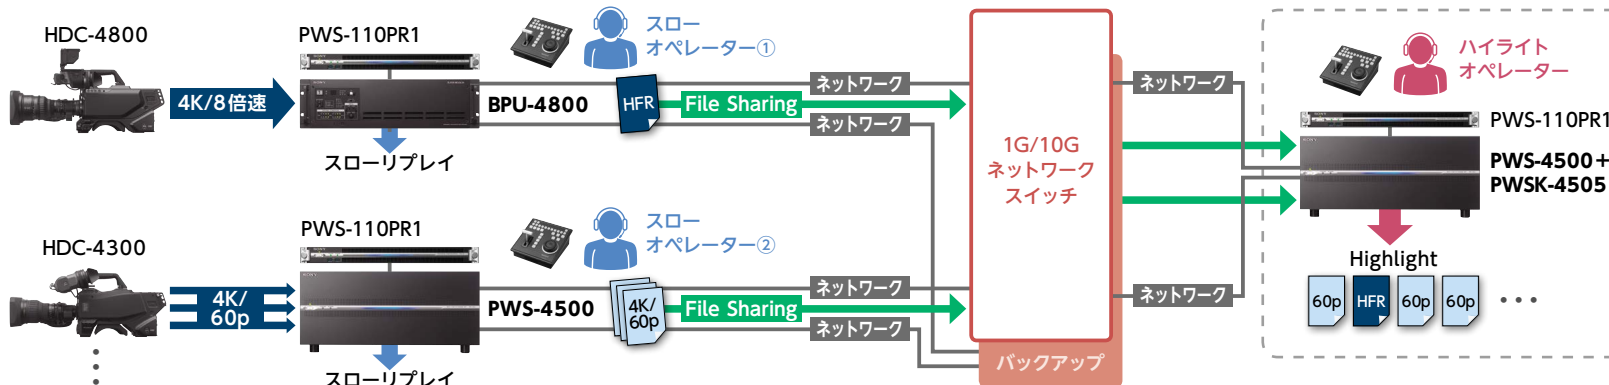 HDC-4800
4K/8倍速
PWS-110PR1
BPU-4800
スローリプレイ
スロー
オペレーター①
HFR
File Sharing
ネットワーク
ネットワーク
HDC-4300
4K/
60p
PWS-110PR1
PWS-4500
スローリプレイ
スロー
オペレーター②
4K/
60p
File Sharing
ネットワーク
ネットワーク
1G/10G
ネットワーク
スイッチ
バックアップ
ネットワーク
ネットワーク
ハイライト
オペレーター
PWS-110PR1
PWS-4500+
PWSK-4505
Highlight
60p
HFR
60p
60p